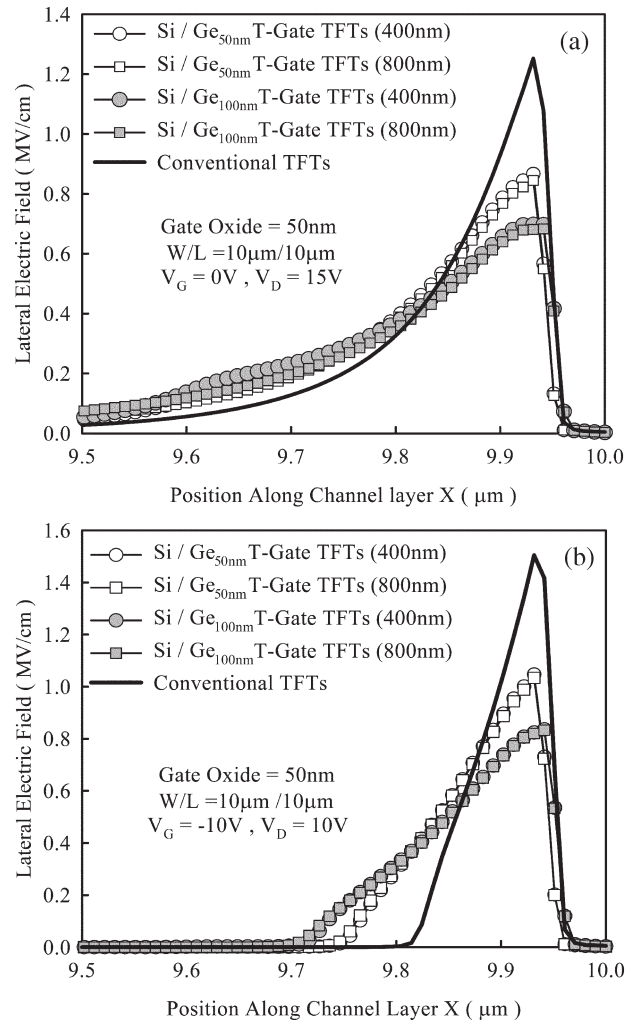 1.4
Si / Ge50nmT-Gate TFTs (400nm)
(a)
Si / Ge50nmT-Gate TFTs (800nm)
1.2
Si / Ge100nmT-Gate TFTs (400nm)
Si / Ge100nmT-Gate TFTs (800nm)
1.0
Conventional TFTs
0.8
Gate Oxide = 50nm
W/L =10μm/10μm
0.6
VG = 0V , VD = 15V
0.4
0.2
0.0
Lateral Electric Field ( MV/cm )
9.5 9.6 9.7 9.8 9.9 10.0
Position Along Channel layer X ( μm )
1.6
Si / Ge50nmT-Gate TFTs (400nm)
(b)
1.4
Si / Ge50nmT-Gate TFTs (800nm)
Si / Ge100nmT-Gate TFTs (400nm)
1.2
Si / Ge100nmT-Gate TFTs (800nm)
1.0
Conventional TFTs
0.8
Gate Oxide = 50nm
0.6
W/L =10μm /10μm
VG = -10V , VD = 10V
0.4
0.2
0.0
Lateral Electric Field ( MV/cm )
9.5 9.6 9.7 9.8 9.9 10.0
Position Along Channel Layer X ( μm )